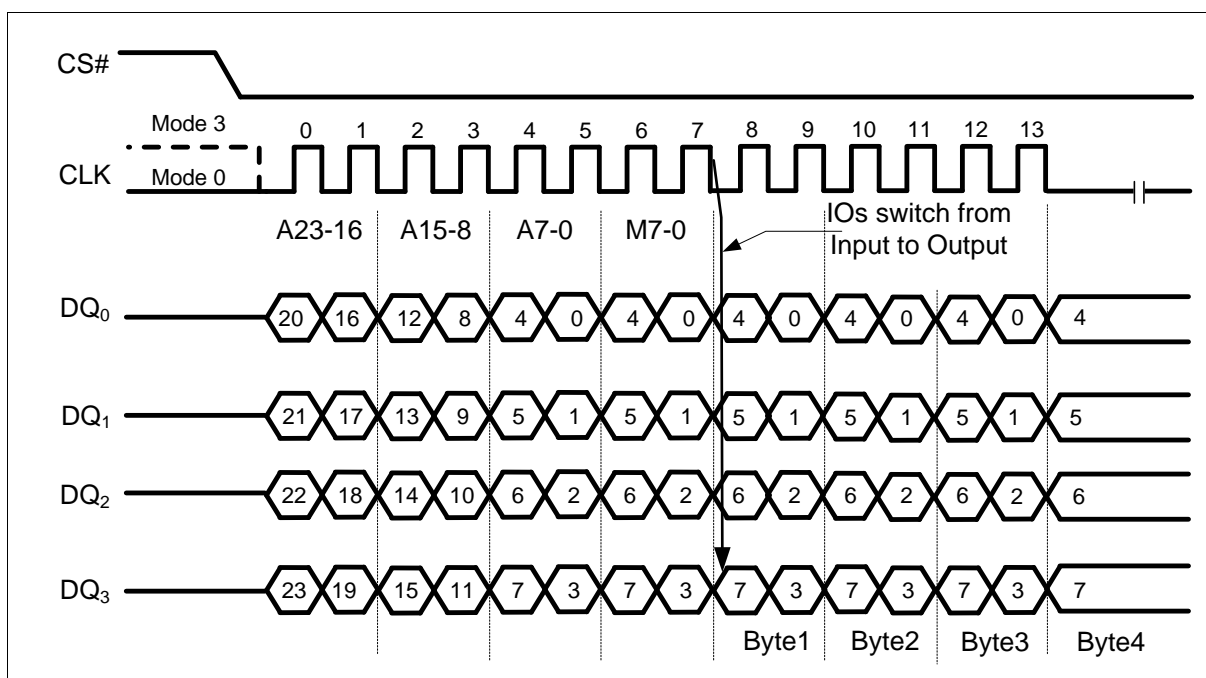 CS#
Mode 3
0 1 2 3 4 5 6 7 8 9 10 11 12 13
CLK
Mode 0
A23-16 A15-8 A7-0 M7-0
IOs switch from
Input to Output
DQ0 20 16 12 8 4 0 4 0 4 0 4 0 4 0 4
DQ1 21 17 13 9 5 1 5 1 5 1 5 1 5 1 5
DQ2 22 18 14 10 6 2 6 2 6 2 6 2 6 2 6
DQ3 23 19 15 11 7 3 7 3 7 3 7 3 7 3 7
Byte1 Byte2 Byte3 Byte4